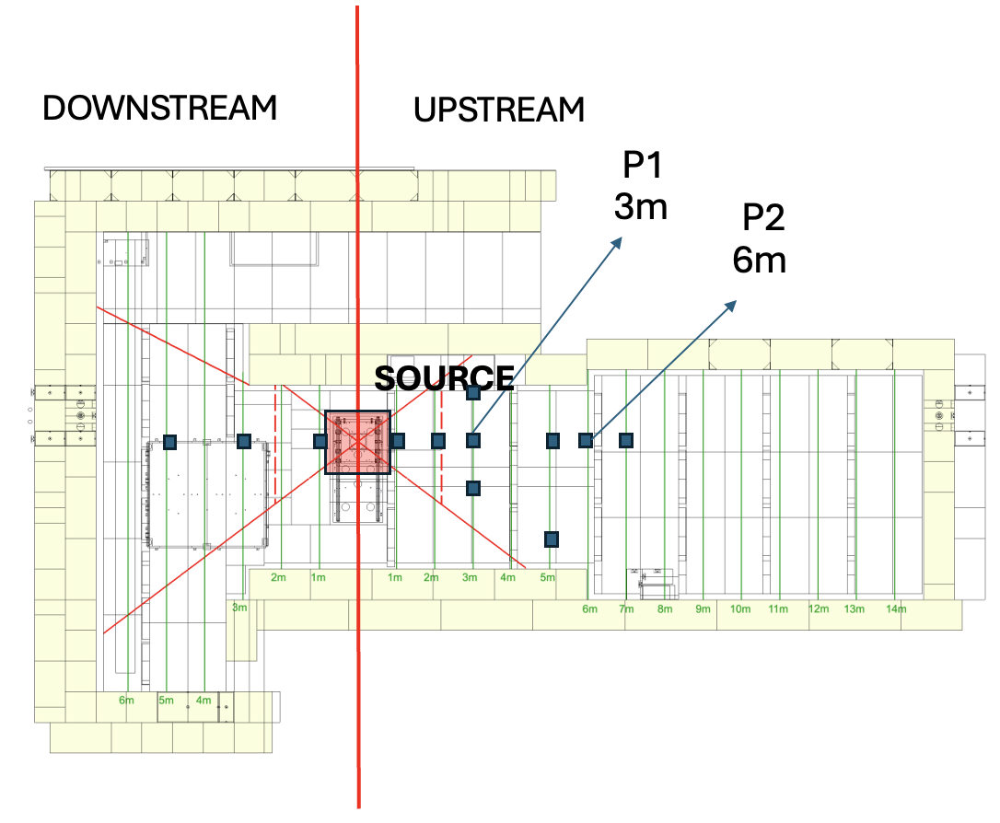 DOWNSTREAM
UPSTREAM
P1
3m
P2
6m
SOURCE
2m
1m
1m
2m
3m
4m
5m
3m
6m
7m
8m
9m
10m
11m
12m
13m
14m
6m
5m
4m